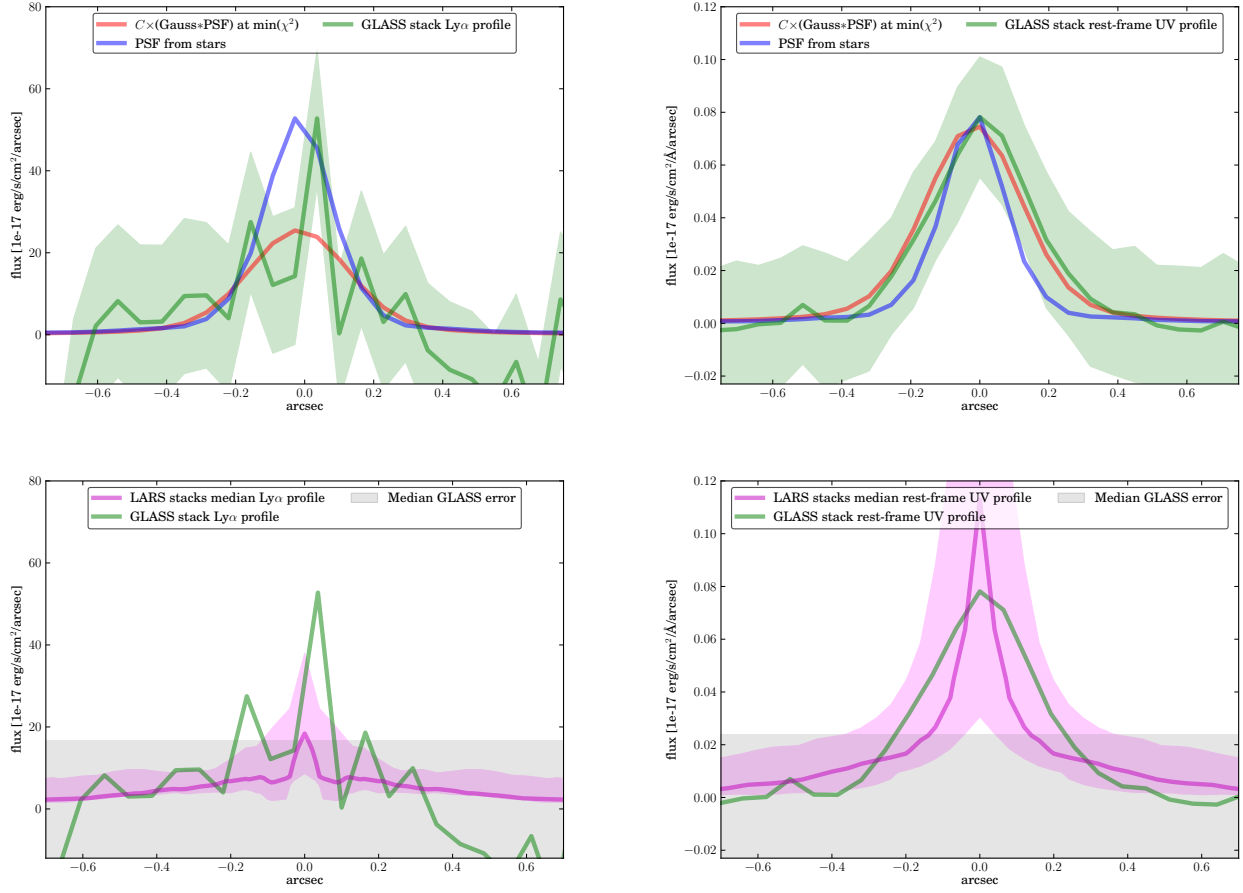 C×(Gauss∗PSF) at min(χ²)
GLASS stack Lyα profile
PSF from stars
80
60
40
20
0
flux [1e-17 erg/s/cm²/arcsec]
−0.6 −0.4 −0.2 0.0 0.2 0.4 0.6
arcsec
C×(Gauss∗PSF) at min(χ²)
GLASS stack rest-frame UV profile
PSF from stars
0.12
0.10
0.08
0.06
0.04
0.02
0.00
−0.02
flux [1e-17 erg/s/cm²/Å/arcsec]
−0.6 −0.4 −0.2 0.0 0.2 0.4 0.6
arcsec
LARS stacks median Lyα profile
Median GLASS error
GLASS stack Lyα profile
80
60
40
20
0
flux [1e-17 erg/s/cm²/arcsec]
−0.6 −0.4 −0.2 0.0 0.2 0.4 0.6
arcsec
LARS stacks median rest-frame UV profile
Median GLASS error
GLASS stack rest-frame UV profile
0.12
0.10
0.08
0.06
0.04
0.02
0.00
−0.02
flux [1e-17 erg/s/cm²/Å/arcsec]
−0.6 −0.4 −0.2 0.0 0.2 0.4 0.6
arcsec